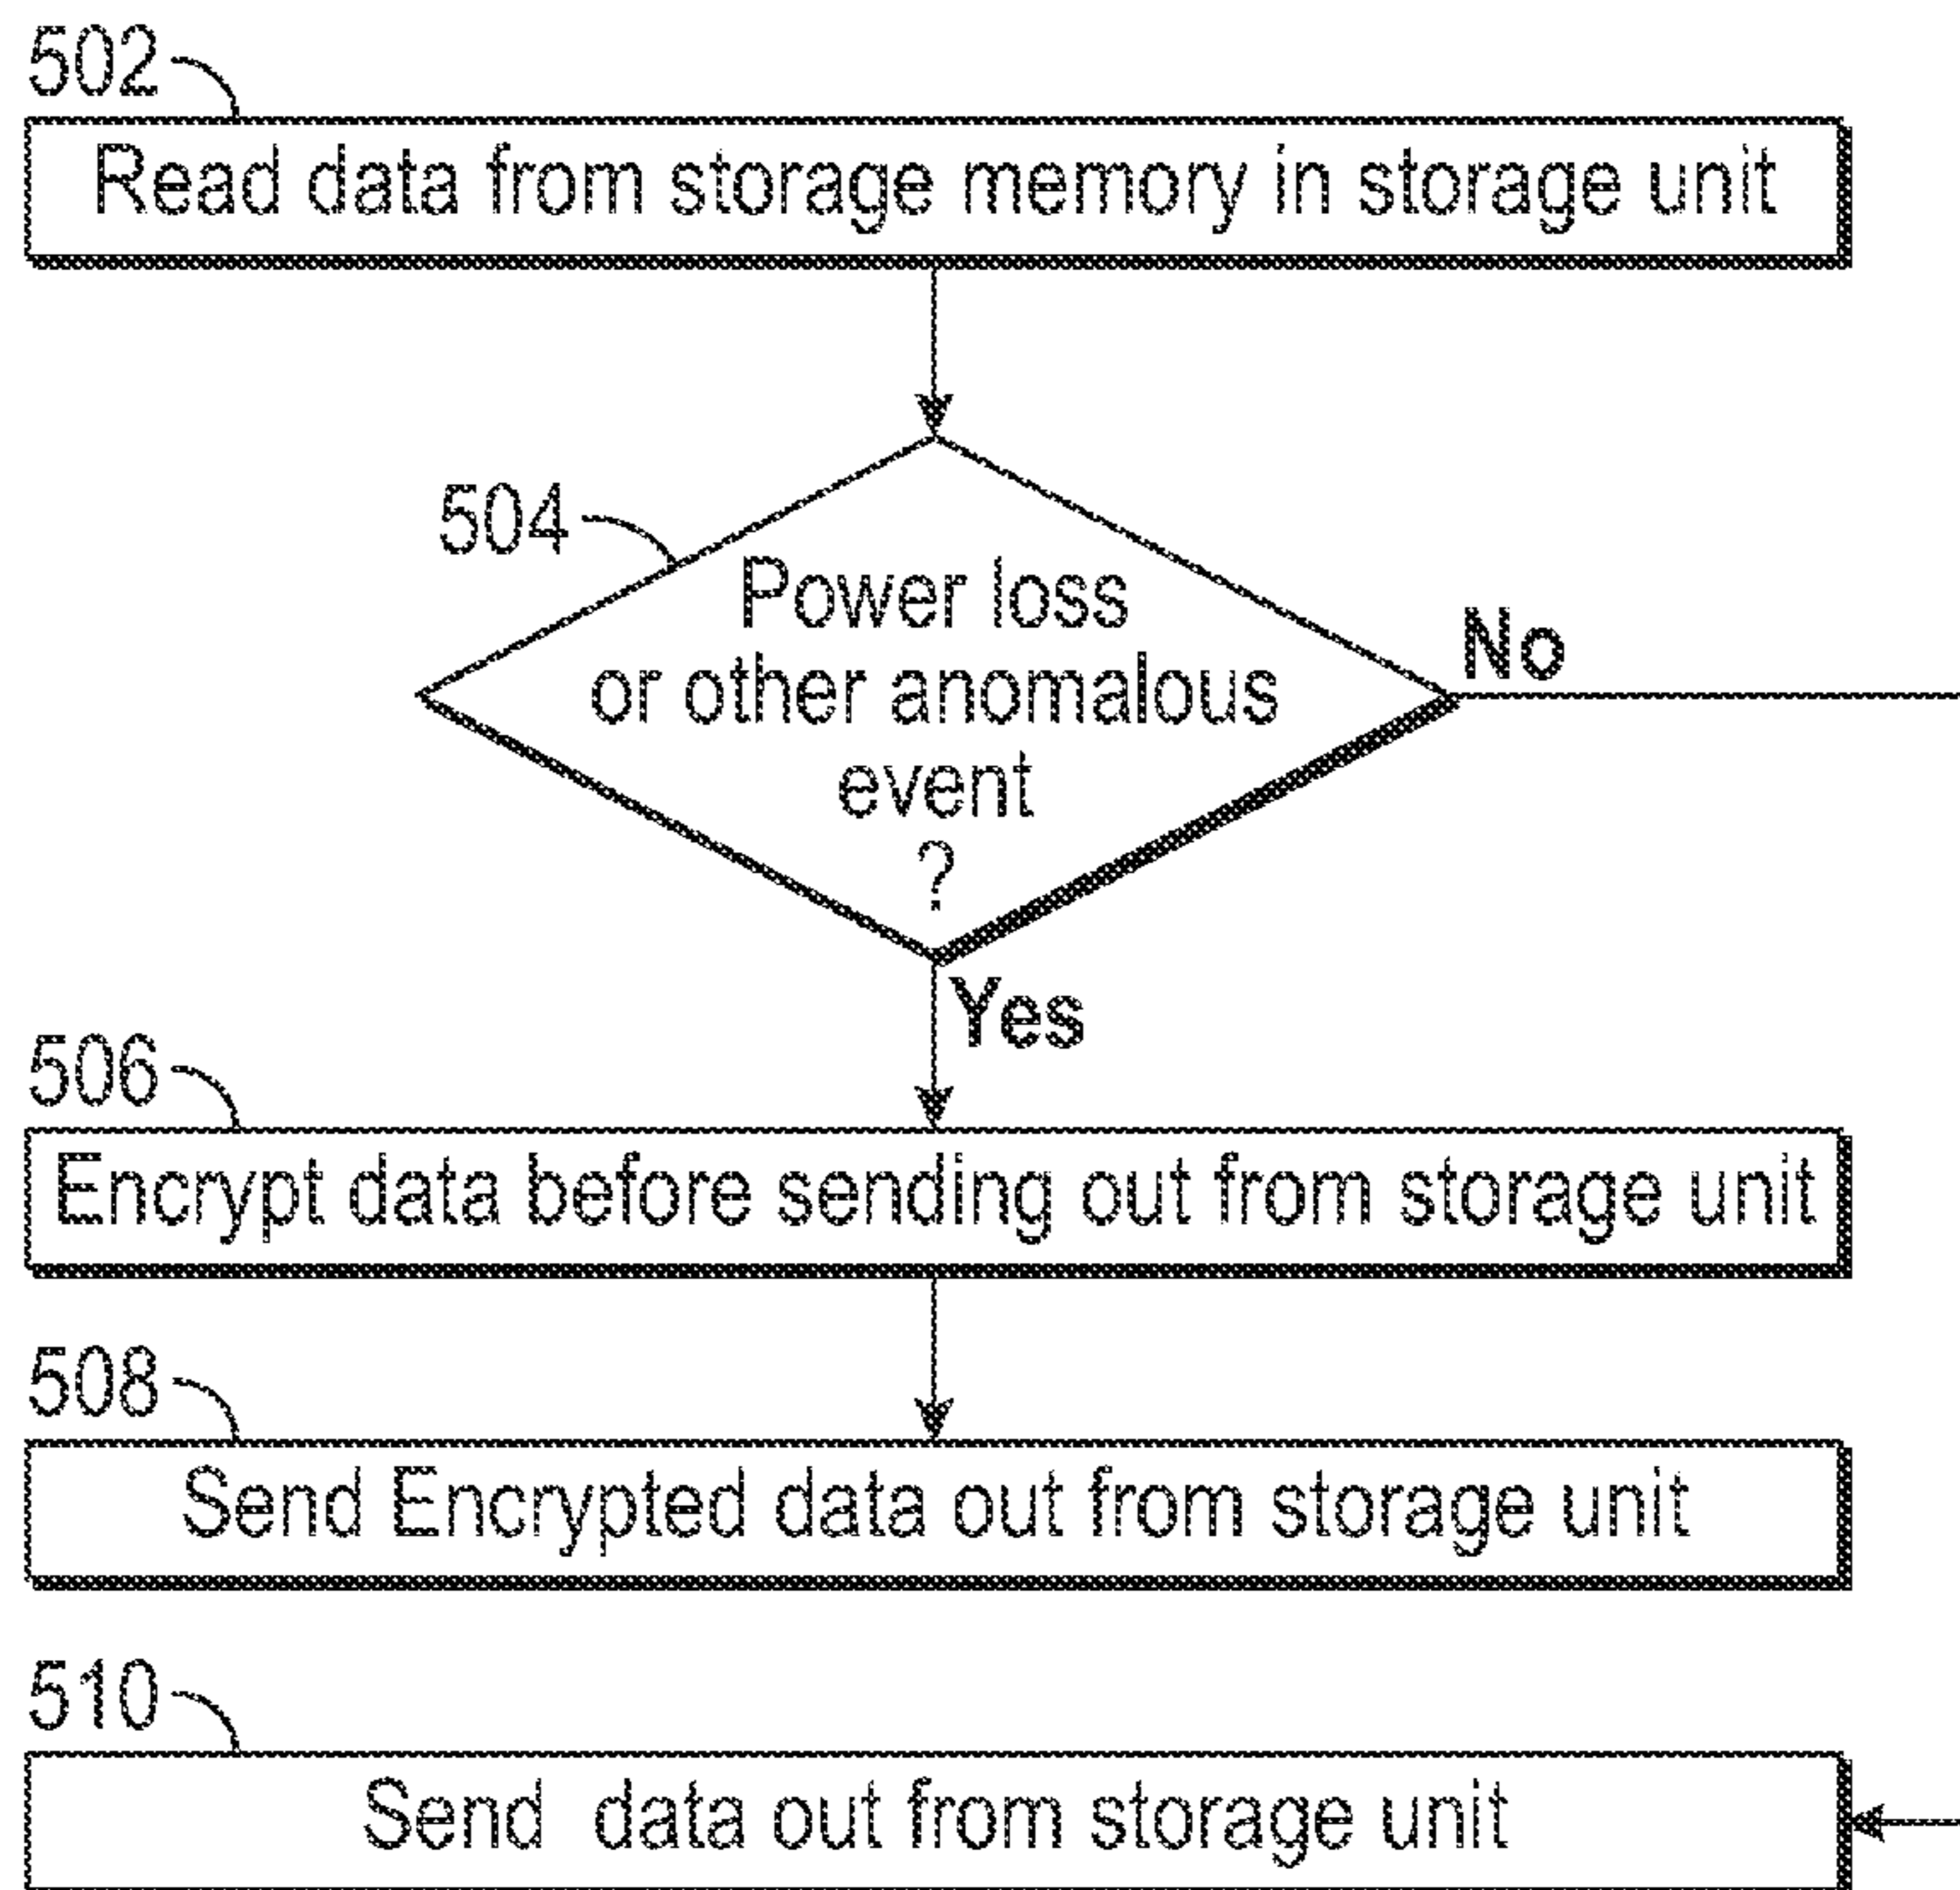 502
Read data from storage memory in storage unit
504
Power loss
or other anomalous
event
?
No
Yes
506
Encrypt data before sending out from storage unit
508
Send Encrypted data out from storage unit
510
Send data out from storage unit